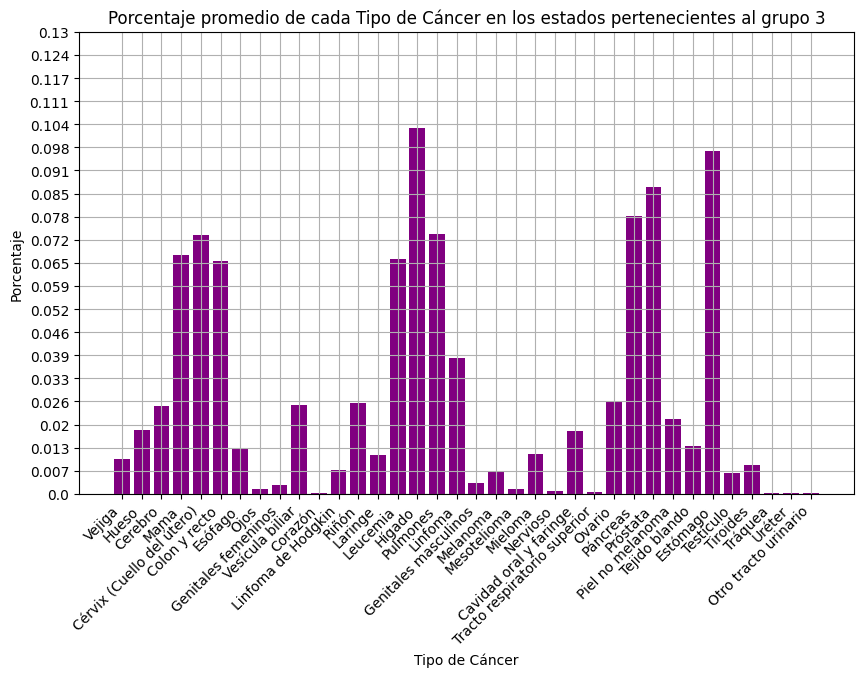 Porcentaje promedio de cada Tipo de Cáncer en los estados pertenecientes al grupo 3
Porcentaje
0.13
0.124
0.117
0.111
0.104
0.098
0.091
0.085
0.078
0.072
0.065
0.059
0.052
0.046
0.039
0.033
0.026
0.02
0.013
0.007
0.0
Vejiga
Hueso
Cerebro
Mama
Cérvix (Cuello del útero)
Colon y recto
Esófago
Ojos
Genitales femeninos
Vesícula biliar
Corazón
Linfoma de Hodgkin
Riñón
Laringe
Leucemia
Hígado
Pulmones
Linfoma
Genitales masculinos
Melanoma
Mesotelioma
Mieloma
Nervioso
Cavidad oral y faringe
Tracto respiratorio superior
Ovario
Páncreas
Próstata
Piel no melanoma
Tejido blando
Estómago
Testículo
Tiroides
Tráquea
Uréter
Otro tracto urinario
Tipo de Cáncer